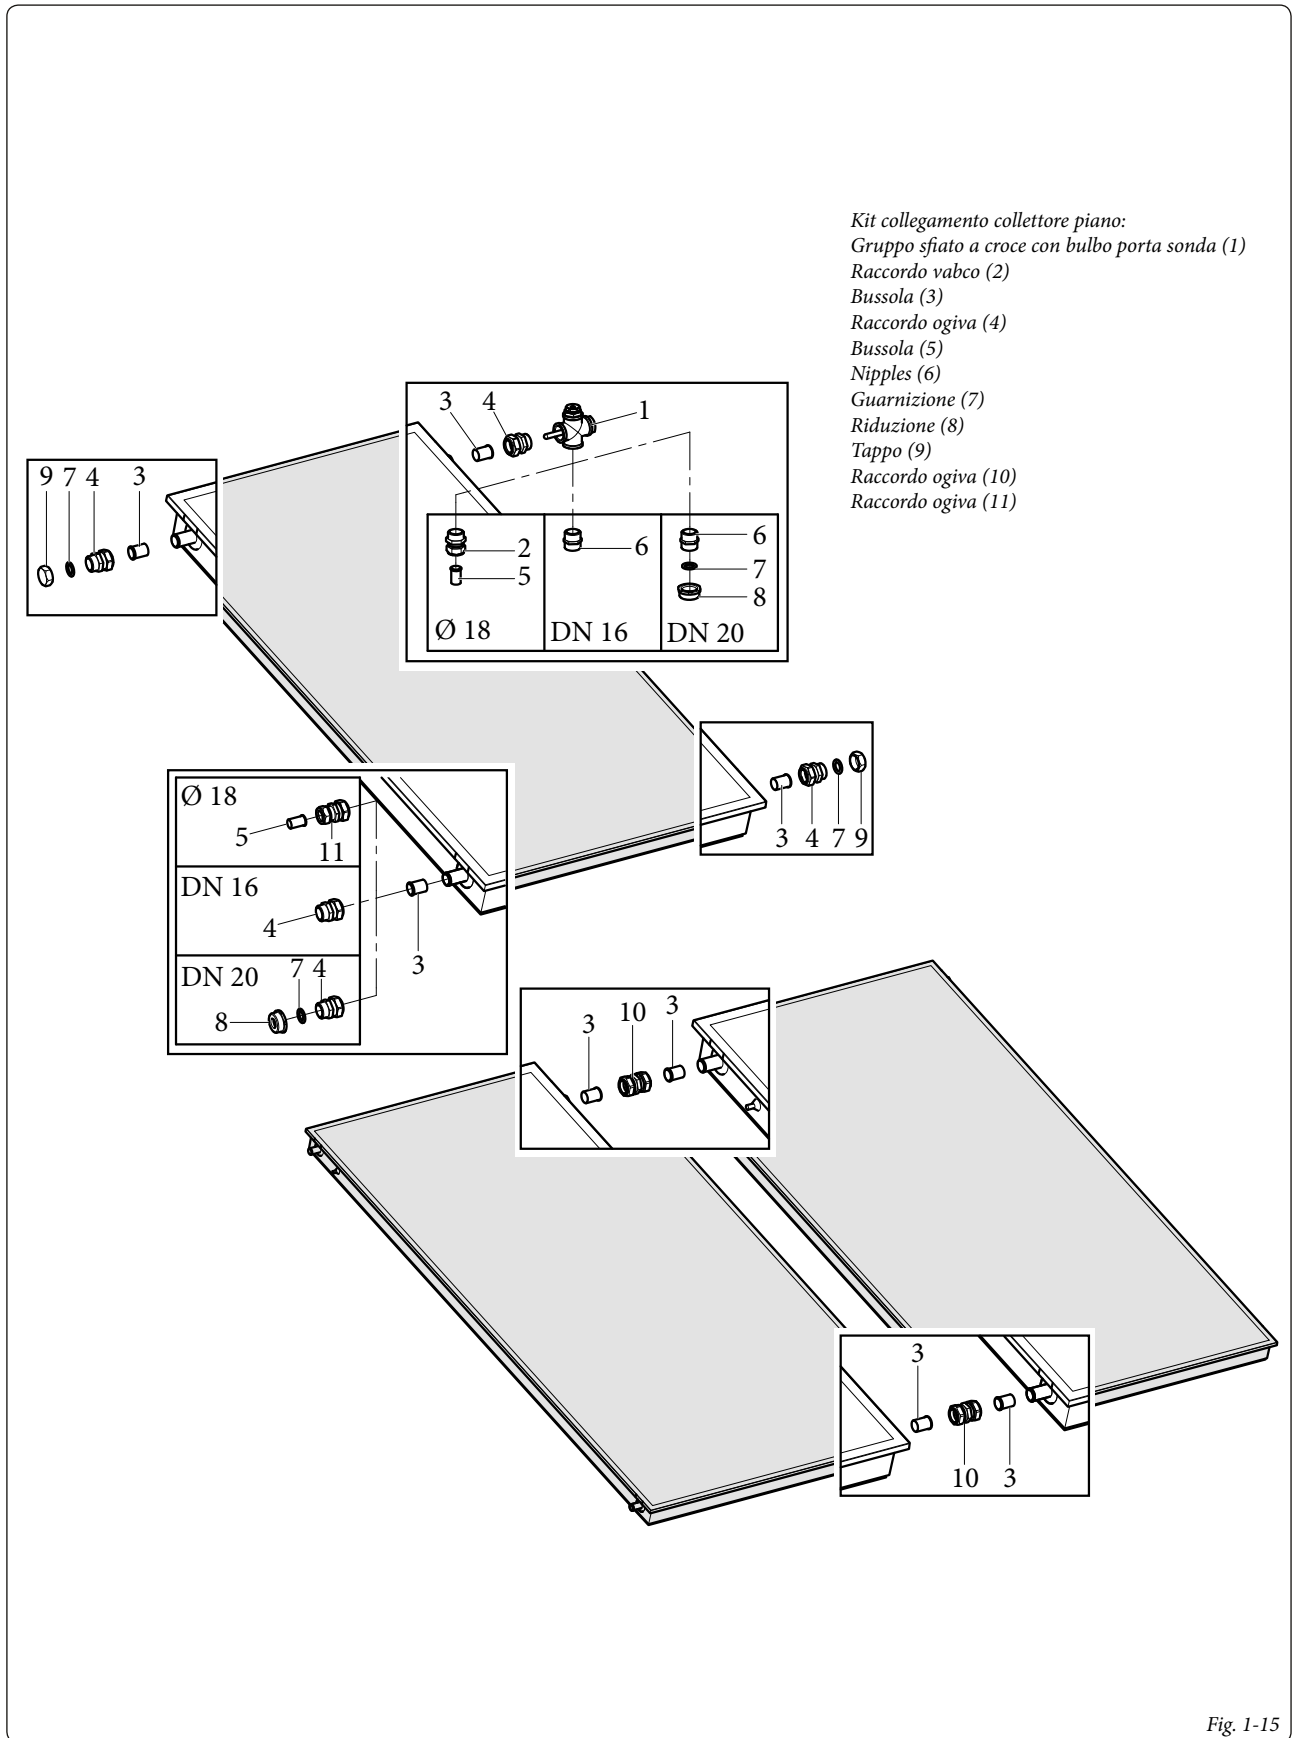 Kit collegamento collettore piano:
Gruppo sfiato a croce con bulbo porta sonda (1)
Raccordo vabco (2)
Bussola (3)
Raccordo ogiva (4)
Bussola (5)
Nipples (6)
Guarnizione (7)
Riduzione (8)
Tappo (9)
Raccordo ogiva (10)
Raccordo ogiva (11)
3 4 1
2 6 6
5 7
8
Ø 18 DN 16 DN 20
9 7 4 3
3 4 7 9
Ø 18
5 11
DN 16
4
3
DN 20 7 4
8
3 10 3
3
10 3
Fig. 1-15